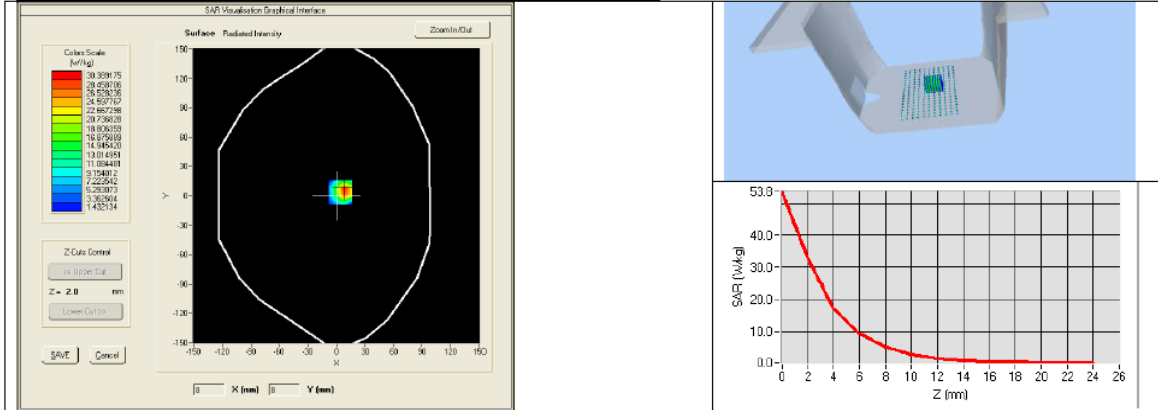 SAR Visualisation Graphical Interface
Surface Radiated Intensity
Zoom In/Out
Colors Scale
(W/kg)
30.389175
28.458706
26.528236
24.597767
22.667298
20.736828
18.806359
16.875889
14.945420
13.014951
11.084481
9.154012
7.223542
5.293073
3.362604
1.432134
Z-Cuts Control
<< Upper Cut
Z = 2.0 mm
Lower Cut >>
SAVE Cancel
150
120
90
60
30
0
-30
-60
-90
-120
-150
Y
-150 -120 -90 -60 -30 0 30 60 90 120 150
X
8 X (mm) 8 Y (mm)
53.8
40.0
30.0
20.0
10.0
0.0
SAR (W/kg)
0 2 4 6 8 10 12 14 16 18 20 22 24 26
Z (mm)